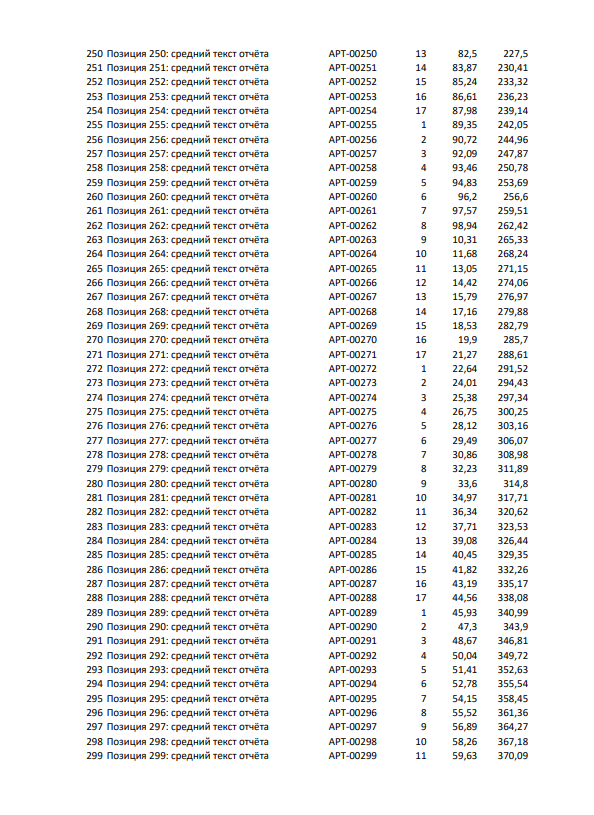 250 Позиция 250: средний текст отчёта АРТ-00250 13 82,5 227,5
251 Позиция 251: средний текст отчёта АРТ-00251 14 83,87 230,41
252 Позиция 252: средний текст отчёта АРТ-00252 15 85,24 233,32
253 Позиция 253: средний текст отчёта АРТ-00253 16 86,61 236,23
254 Позиция 254: средний текст отчёта АРТ-00254 17 87,98 239,14
255 Позиция 255: средний текст отчёта АРТ-00255 1 89,35 242,05
256 Позиция 256: средний текст отчёта АРТ-00256 2 90,72 244,96
257 Позиция 257: средний текст отчёта АРТ-00257 3 92,09 247,87
258 Позиция 258: средний текст отчёта АРТ-00258 4 93,46 250,78
259 Позиция 259: средний текст отчёта АРТ-00259 5 94,83 253,69
260 Позиция 260: средний текст отчёта АРТ-00260 6 96,2 256,6
261 Позиция 261: средний текст отчёта АРТ-00261 7 97,57 259,51
262 Позиция 262: средний текст отчёта АРТ-00262 8 98,94 262,42
263 Позиция 263: средний текст отчёта АРТ-00263 9 10,31 265,33
264 Позиция 264: средний текст отчёта АРТ-00264 10 11,68 268,24
265 Позиция 265: средний текст отчёта АРТ-00265 11 13,05 271,15
266 Позиция 266: средний текст отчёта АРТ-00266 12 14,42 274,06
267 Позиция 267: средний текст отчёта АРТ-00267 13 15,79 276,97
268 Позиция 268: средний текст отчёта АРТ-00268 14 17,16 279,88
269 Позиция 269: средний текст отчёта АРТ-00269 15 18,53 282,79
270 Позиция 270: средний текст отчёта АРТ-00270 16 19,9 285,7
271 Позиция 271: средний текст отчёта АРТ-00271 17 21,27 288,61
272 Позиция 272: средний текст отчёта АРТ-00272 1 22,64 291,52
273 Позиция 273: средний текст отчёта АРТ-00273 2 24,01 294,43
274 Позиция 274: средний текст отчёта АРТ-00274 3 25,38 297,34
275 Позиция 275: средний текст отчёта АРТ-00275 4 26,75 300,25
276 Позиция 276: средний текст отчёта АРТ-00276 5 28,12 303,16
277 Позиция 277: средний текст отчёта АРТ-00277 6 29,49 306,07
278 Позиция 278: средний текст отчёта АРТ-00278 7 30,86 308,98
279 Позиция 279: средний текст отчёта АРТ-00279 8 32,23 311,89
280 Позиция 280: средний текст отчёта АРТ-00280 9 33,6 314,8
281 Позиция 281: средний текст отчёта АРТ-00281 10 34,97 317,71
282 Позиция 282: средний текст отчёта АРТ-00282 11 36,34 320,62
283 Позиция 283: средний текст отчёта АРТ-00283 12 37,71 323,53
284 Позиция 284: средний текст отчёта АРТ-00284 13 39,08 326,44
285 Позиция 285: средний текст отчёта АРТ-00285 14 40,45 329,35
286 Позиция 286: средний текст отчёта АРТ-00286 15 41,82 332,26
287 Позиция 287: средний текст отчёта АРТ-00287 16 43,19 335,17
288 Позиция 288: средний текст отчёта АРТ-00288 17 44,56 338,08
289 Позиция 289: средний текст отчёта АРТ-00289 1 45,93 340,99
290 Позиция 290: средний текст отчёта АРТ-00290 2 47,3 343,9
291 Позиция 291: средний текст отчёта АРТ-00291 3 48,67 346,81
292 Позиция 292: средний текст отчёта АРТ-00292 4 50,04 349,72
293 Позиция 293: средний текст отчёта АРТ-00293 5 51,41 352,63
294 Позиция 294: средний текст отчёта АРТ-00294 6 52,78 355,54
295 Позиция 295: средний текст отчёта АРТ-00295 7 54,15 358,45
296 Позиция 296: средний текст отчёта АРТ-00296 8 55,52 361,36
297 Позиция 297: средний текст отчёта АРТ-00297 9 56,89 364,27
298 Позиция 298: средний текст отчёта АРТ-00298 10 58,26 367,18
299 Позиция 299: средний текст отчёта АРТ-00299 11 59,63 370,09